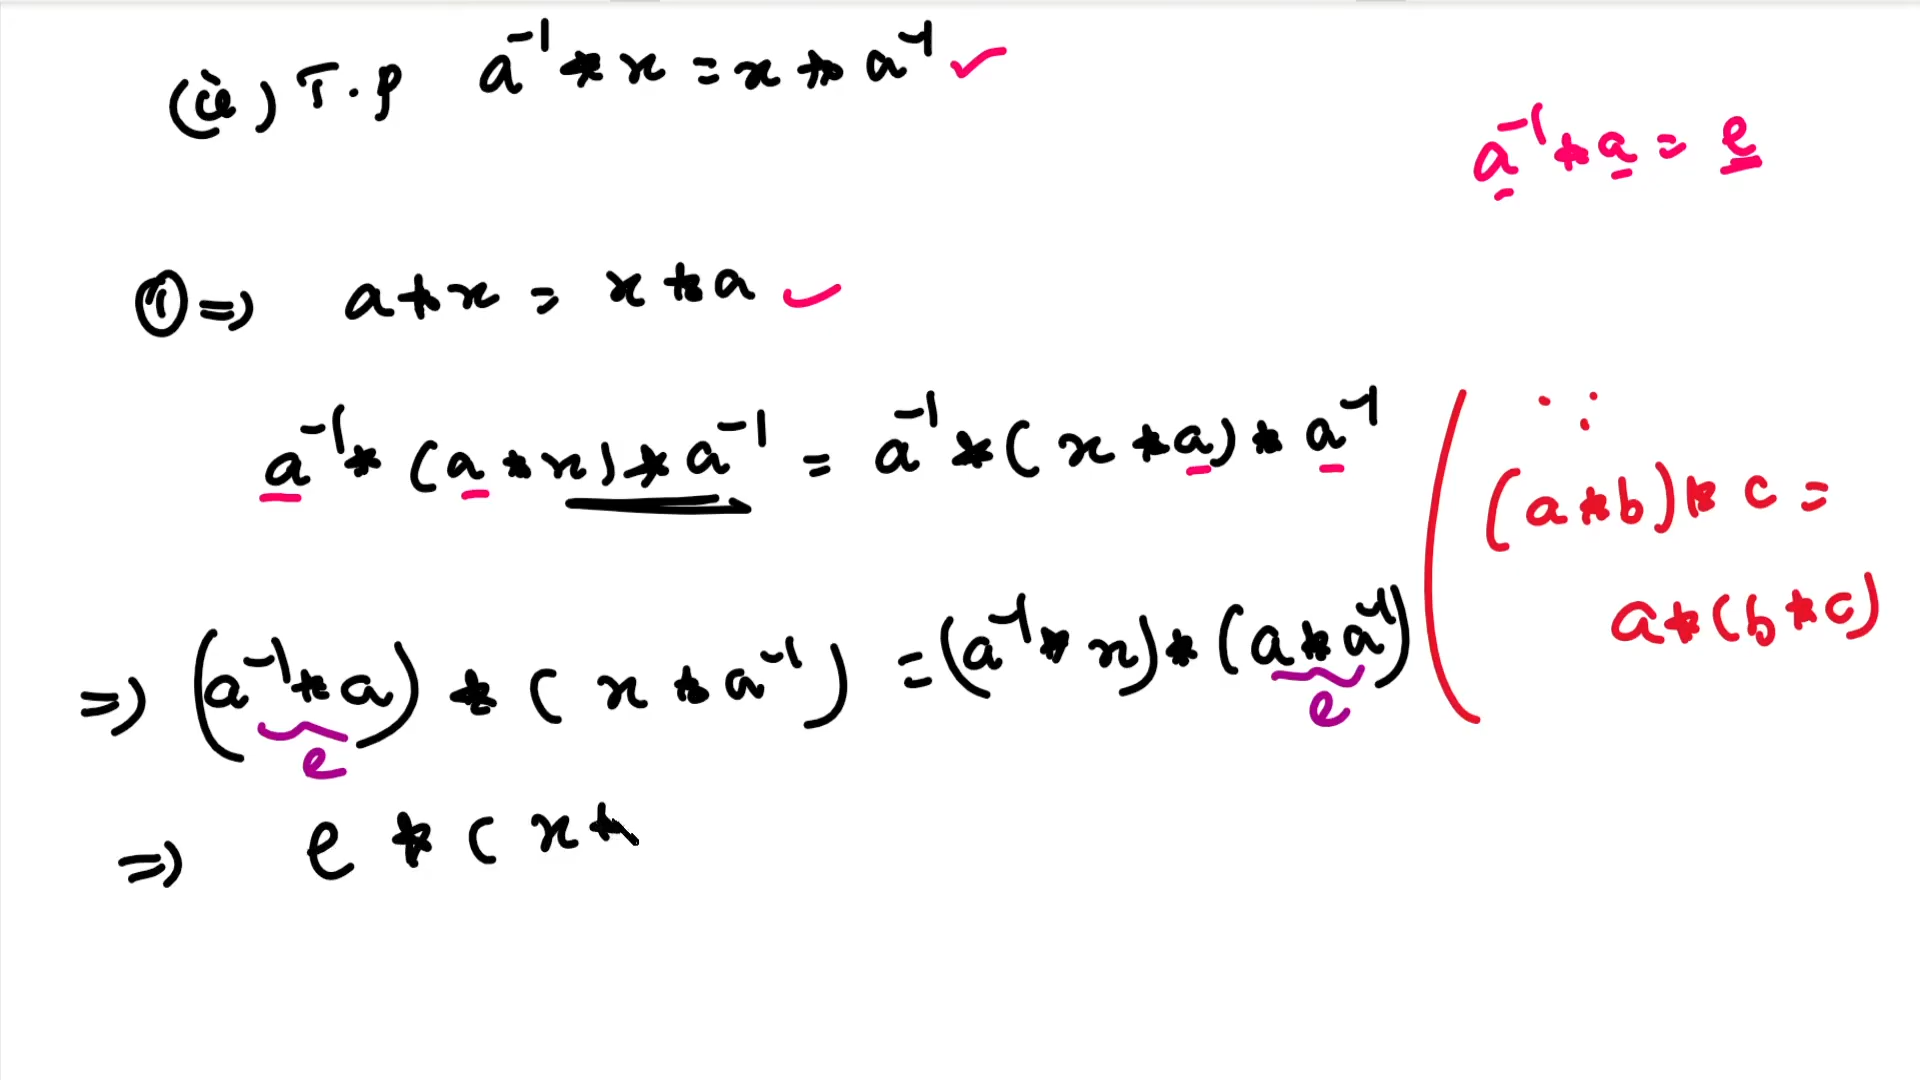 (ii) T.P a⁻¹ * x = x * a⁻¹ ✓
a⁻¹ * a = e
① ⇒ a * x = x * a ✓
a⁻¹ * (a * x) * a⁻¹ = a⁻¹ * (x * a) * a⁻¹
∵
(a * b) * c =
a * (b * c)
⇒ (a⁻¹ * a) * (x * a⁻¹) = (a⁻¹ * x) * (a * a⁻¹)
e e
⇒ e * (x *